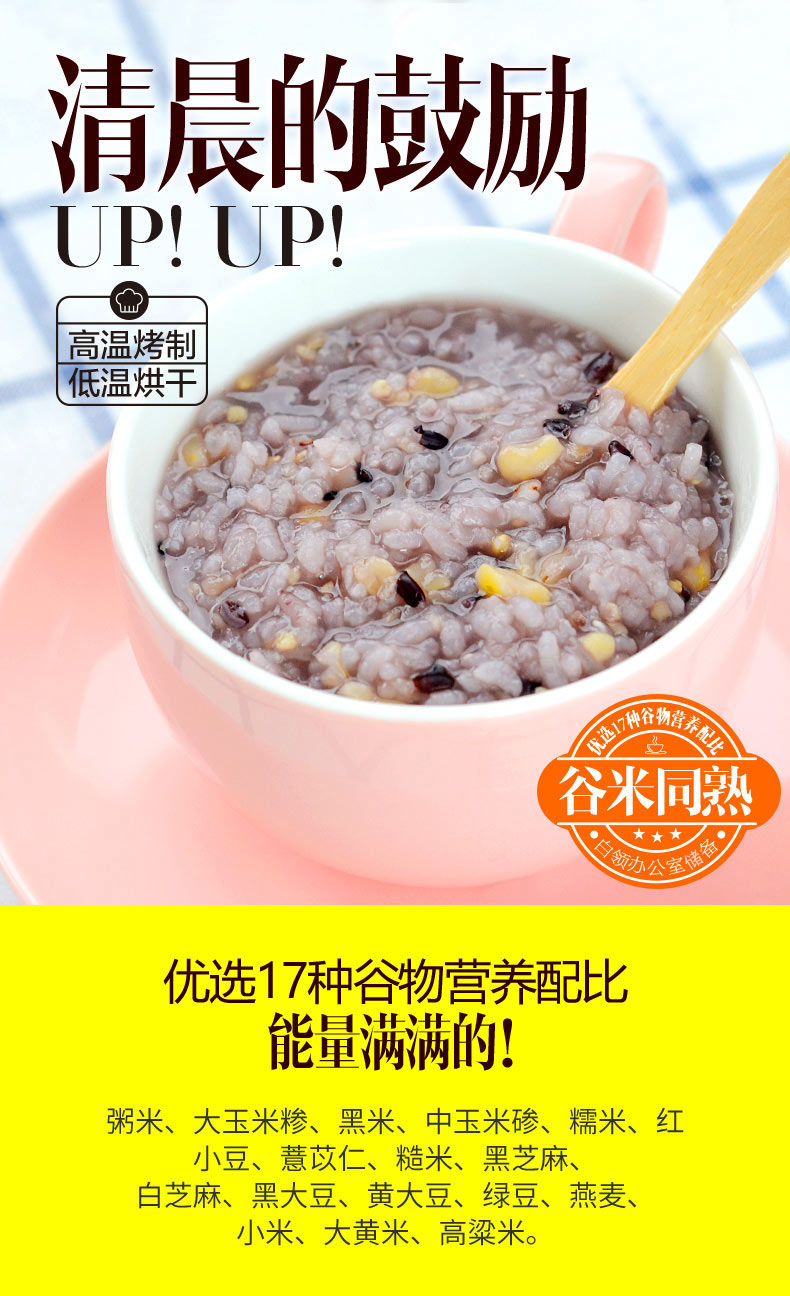 清晨的鼓励
UP! UP!
高温烤制
低温烘干
优选17种谷物营养配比
谷米同熟
白领办公室储备
优选17种谷物营养配比
能量满满的!
粥米、大玉米糁、黑米、中玉米碜、糯米、红
小豆、薏苡仁、糙米、黑芝麻、
白芝麻、黑大豆、黄大豆、绿豆、燕麦、
小米、大黄米、高粱米。